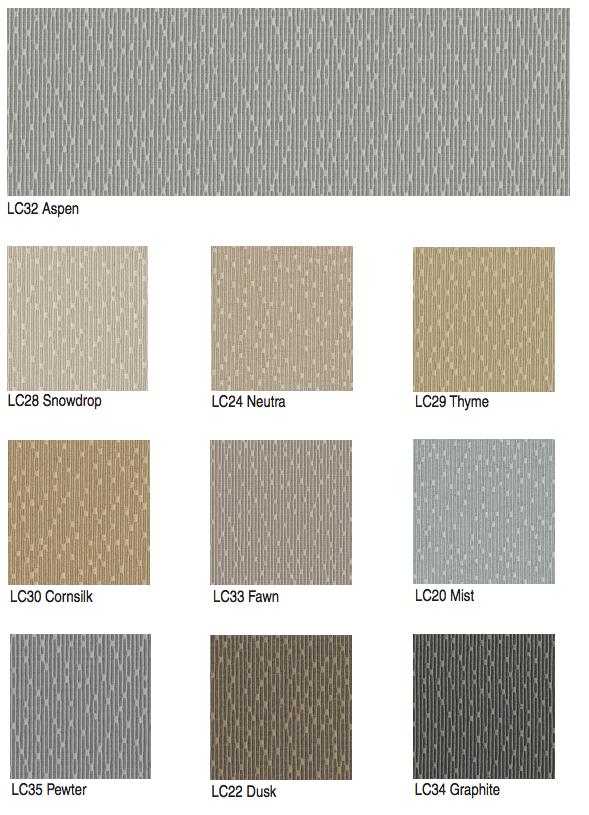 LC32 Aspen
LC28 Snowdrop
LC24 Neutra
LC29 Thyme
LC30 Cornsilk
LC33 Fawn
LC20 Mist
LC35 Pewter
LC22 Dusk
LC34 Graphite